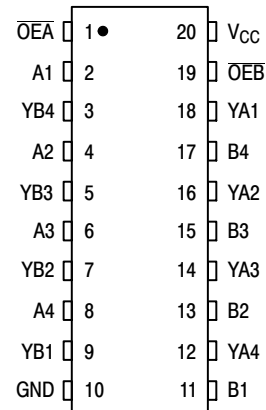 OEA 1 20 VCC
A1 2 19 OEB
YB4 3 18 YA1
A2 4 17 B4
YB3 5 16 YA2
A3 6 15 B3
YB2 7 14 YA3
A4 8 13 B2
YB1 9 12 YA4
GND 10 11 B1